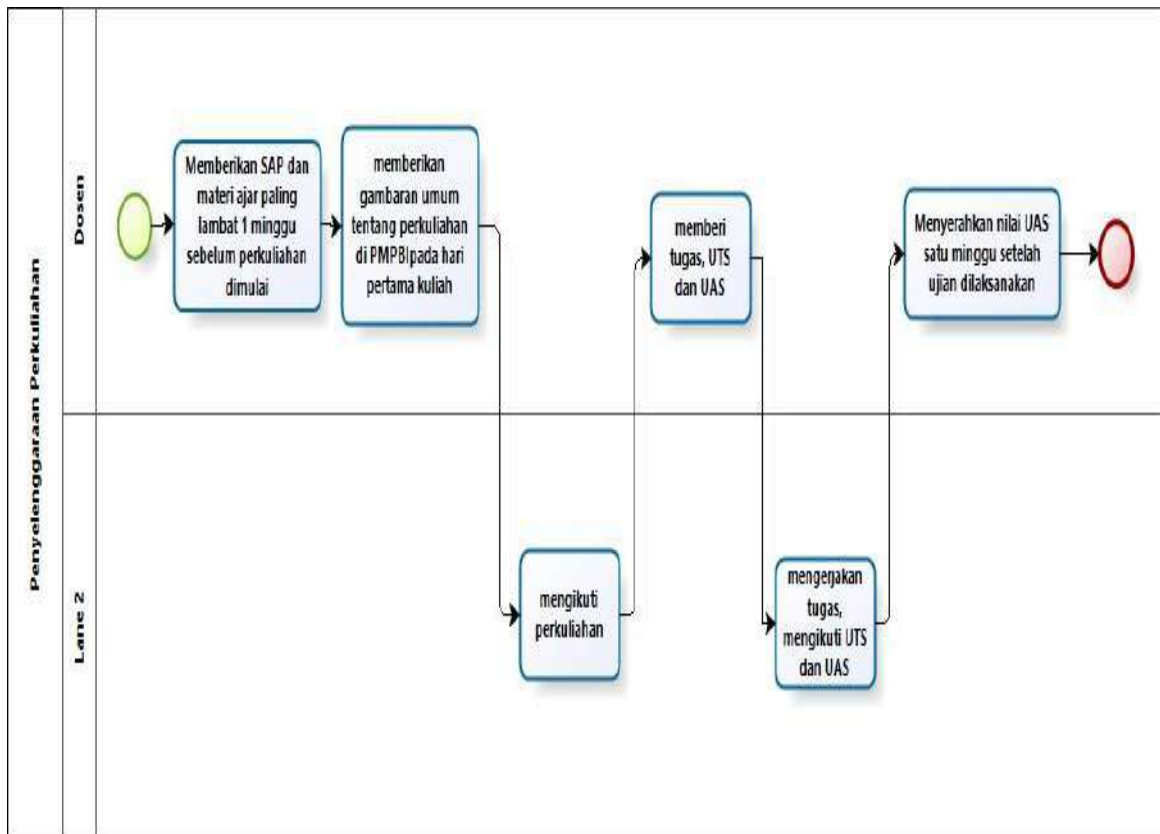 Penyelenggaraan Perkuliahan
Dosen
Memberikan SAP dan
materi ajar paling
lambat 1 minggu
sebelum perkuliahan
dimulai
memberikan
gambaran umum
tentang perkuliahan
di PMPBIpada hari
pertama kuliah
memberi
tugas, UTS
dan UAS
Menyerahkan nilai UAS
satu minggu setelah
ujian dilaksanakan
Lane 2
mengikuti
perkuliahan
mengerjakan
tugas,
mengikuti UTS
dan UAS